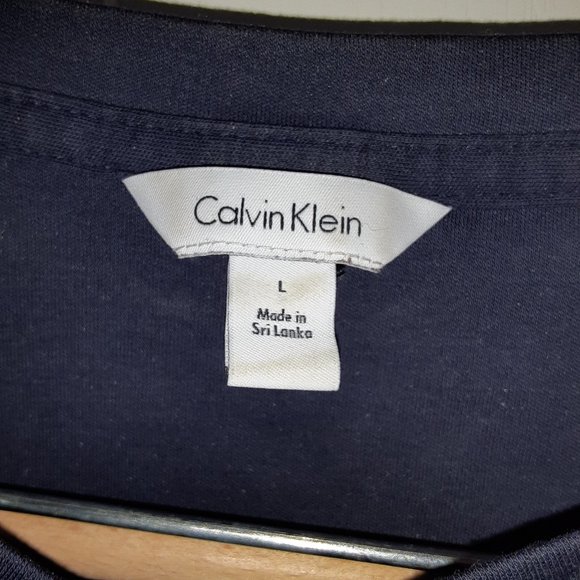 Calvin Klein
L
Made in
Sri Lanka